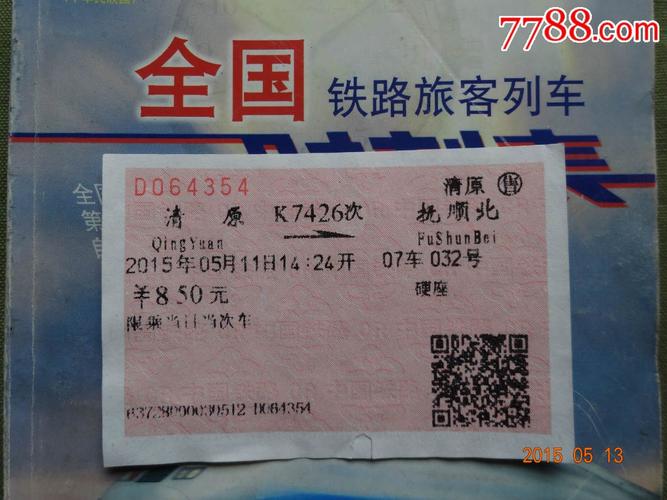 7788.com
全国 铁路旅客列车
全
第
D064354
清原 售
清原 K7426次 抚顺北
QingYuan FuShunBei
2015年05月11日14:24开 07车 032号
￥8.50元 硬座
限乘当日当次车
63728000030512 D064354
2015 05 13